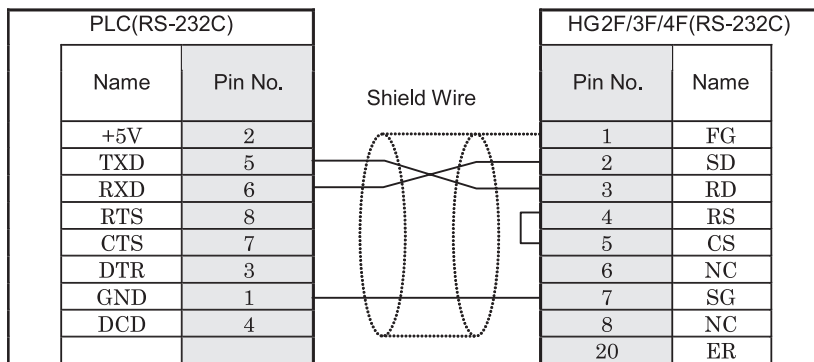 PLC(RS-232C) HG2F/3F/4F(RS-232C)
Name Pin No. Shield Wire Pin No. Name
+5V 2 1 FG
TXD 5 2 SD
RXD 6 3 RD
RTS 8 4 RS
CTS 7 5 CS
DTR 3 6 NC
GND 1 7 SG
DCD 4 8 NC
20 ER